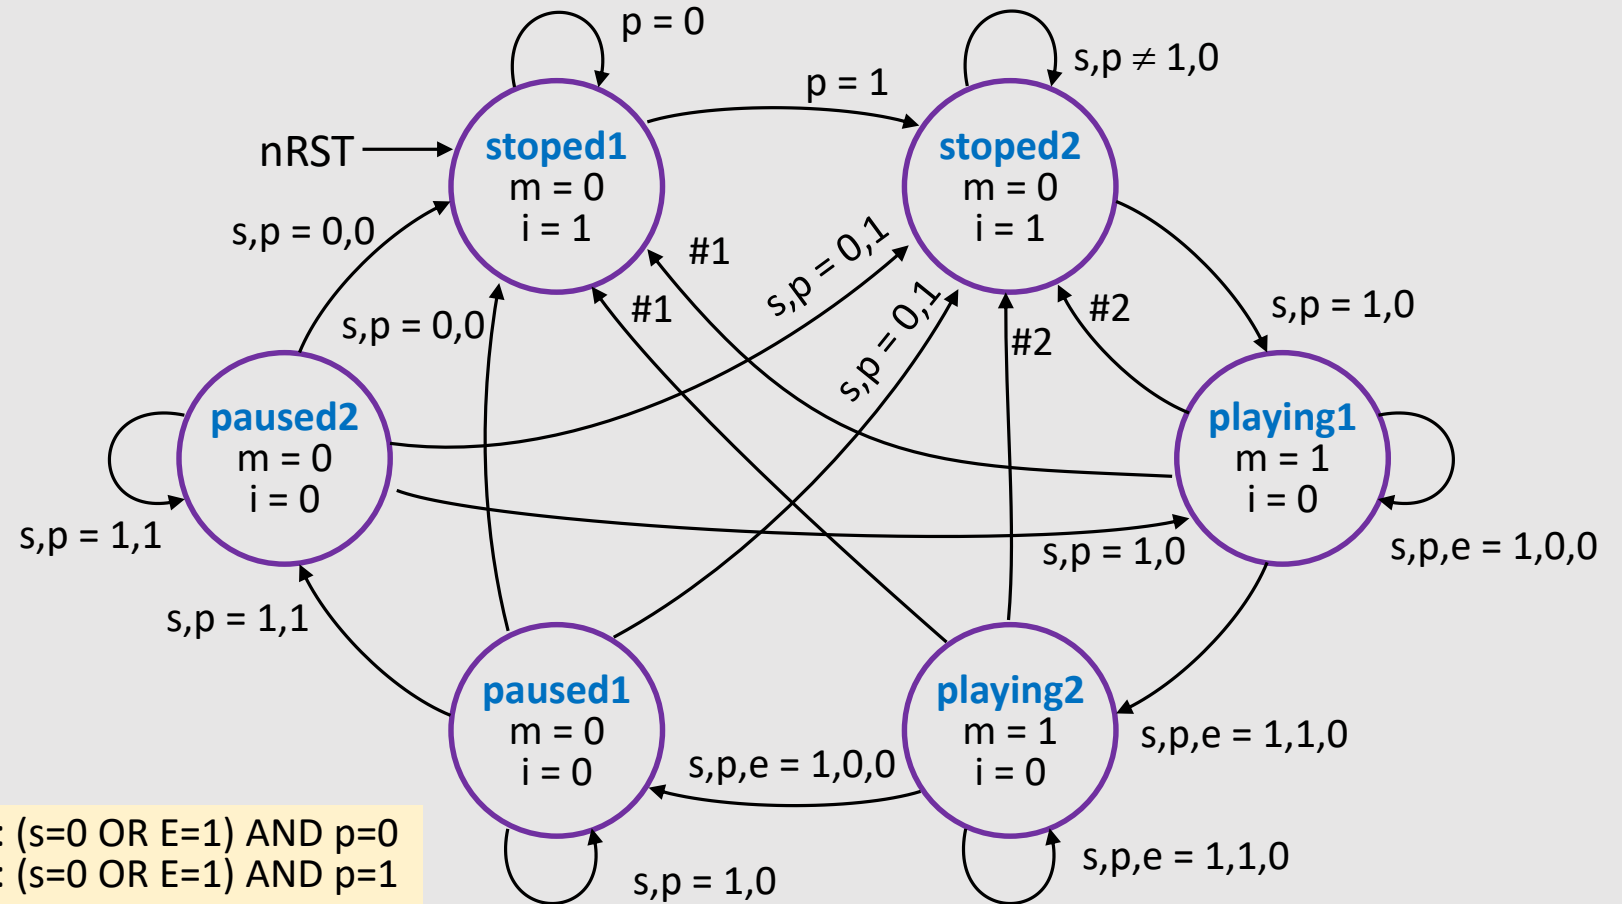 p = 0
s,p ≠ 1,0
p = 1
nRST
stoped1
m = 0
i = 1
stoped2
m = 0
i = 1
s,p = 0,0
#1
s,p = 0,1
#2
s,p = 1,0
s,p = 0,0
#1
s,p = 0,1
#2
paused2
m = 0
i = 0
playing1
m = 1
i = 0
s,p = 1,1
s,p = 1,0
s,p,e = 1,0,0
s,p = 1,1
paused1
m = 0
i = 0
playing2
m = 1
i = 0
s,p,e = 1,0,0
s,p,e = 1,1,0
: (s=0 OR E=1) AND p=0
: (s=0 OR E=1) AND p=1
s,p = 1,0
s,p,e = 1,1,0